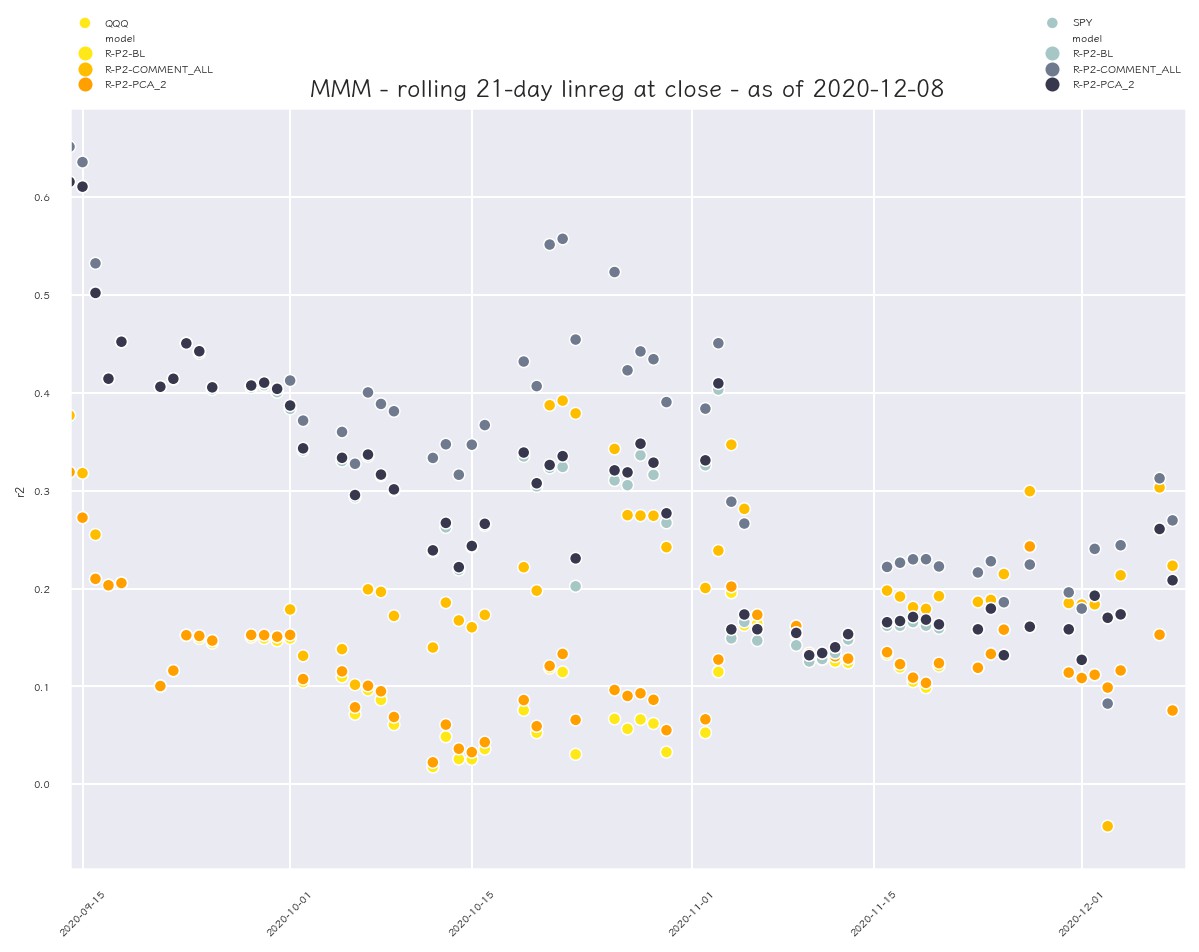 QQQ
model
R-P2-BL
R-P2-COMMENT_ALL
R-P2-PCA_2
SPY
model
R-P2-BL
R-P2-COMMENT_ALL
R-P2-PCA_2
MMM - rolling 21-day linreg at close - as of 2020-12-08
r2
0.6
0.5
0.4
0.3
0.2
0.1
0.0
2020-09-15
2020-10-01
2020-10-15
2020-11-01
2020-11-15
2020-12-01